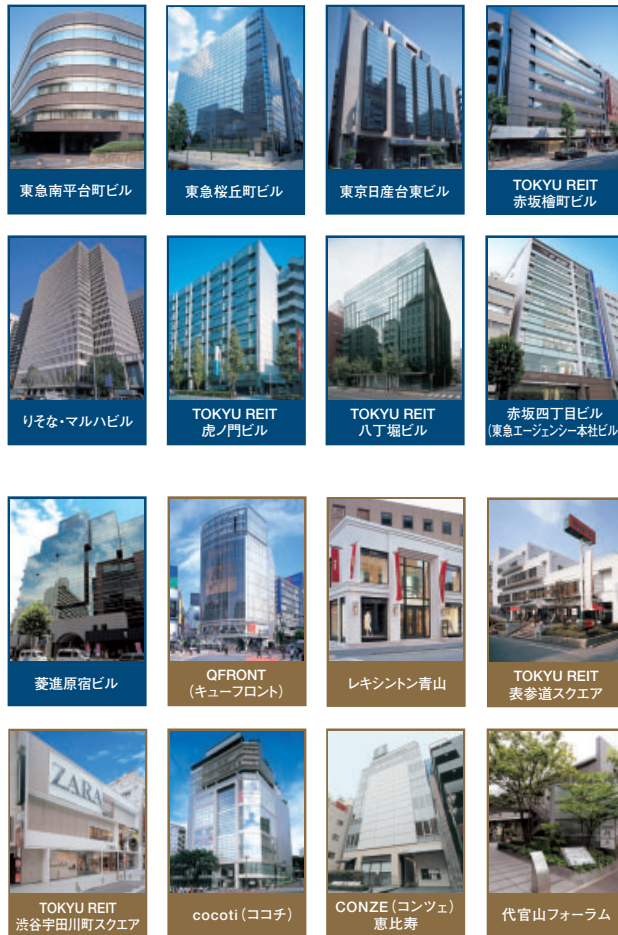 東急南平台町ビル
東急桜丘町ビル
東京日産台東ビル
TOKYU REIT
赤坂檜町ビル
りそな・マルハビル
TOKYU REIT
虎ノ門ビル
TOKYU REIT
八丁堀ビル
赤坂四丁目ビル
(東急エージェンシー本社ビル)
菱進原宿ビル
QFRONT
(キューフロント)
レキシントン青山
TOKYU REIT
表参道スクエア
ZARA
TOKYU REIT
渋谷宇田川町スクエア
cocoti(ココチ)
CONZE(コンツェ)
恵比寿
代官山フォーラム